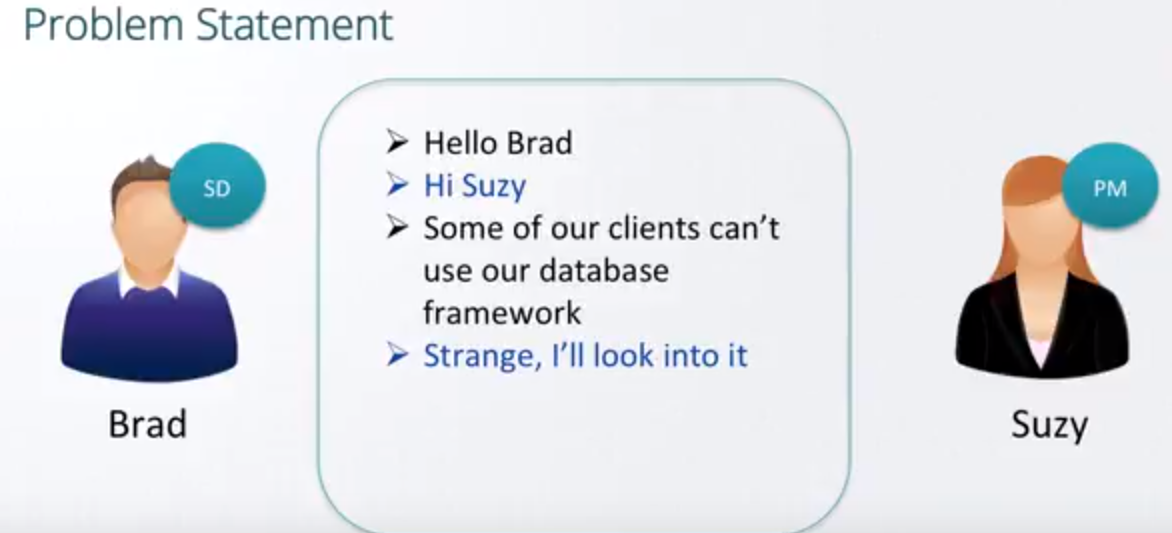 Problem Statement
SD
➢ Hello Brad
➢ Hi Suzy
➢ Some of our clients can't
use our database
framework
➢ Strange, I'll look into it
PM
Brad
Suzy